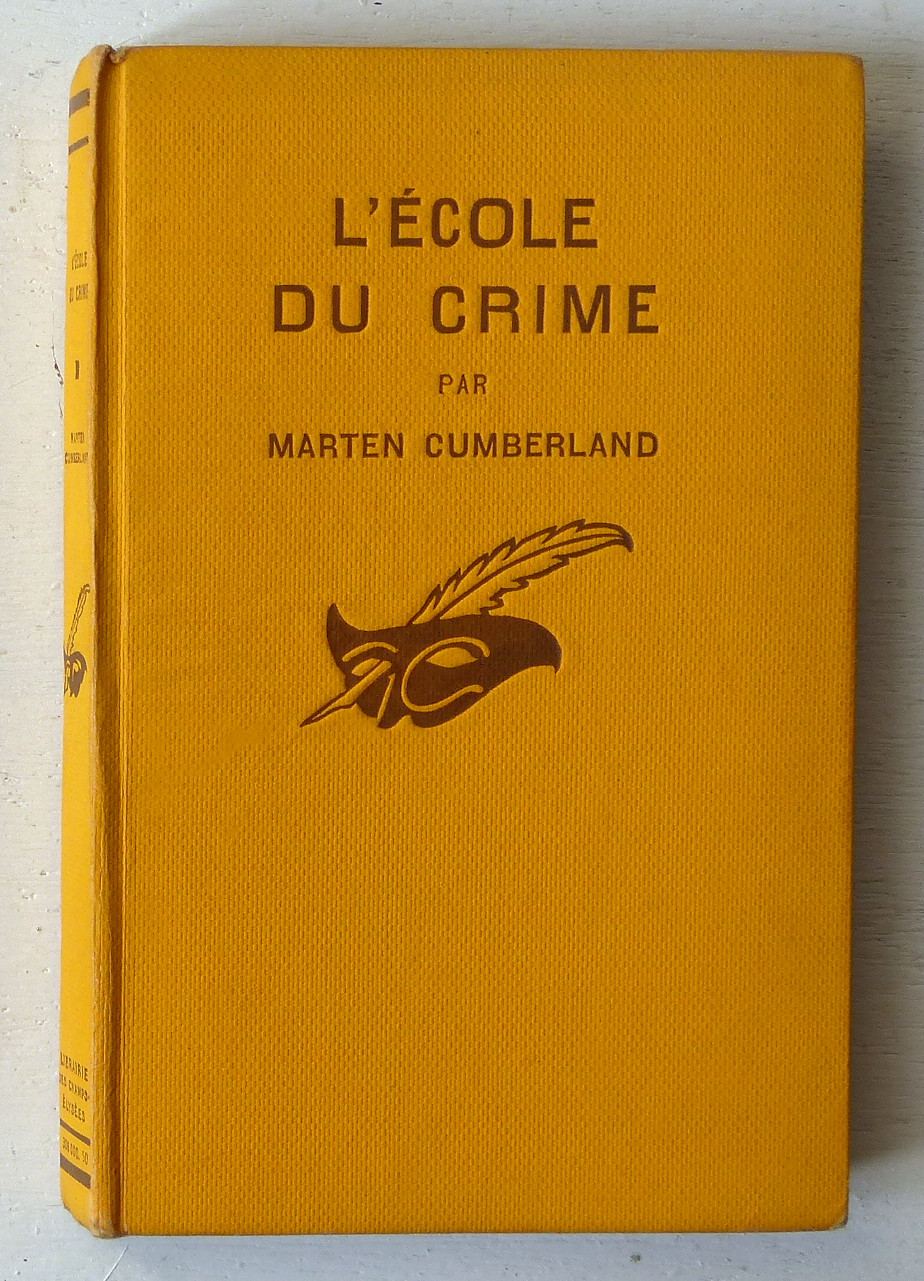 L'ÉCOLE
DU CRIME
PAR
MARTEN CUMBERLAND
L'ÉCOLE
DU CRIME
MARTEN
CUMBERLAND
LIBRAIRIE
DES CHAMPS-
ÉLYSÉES